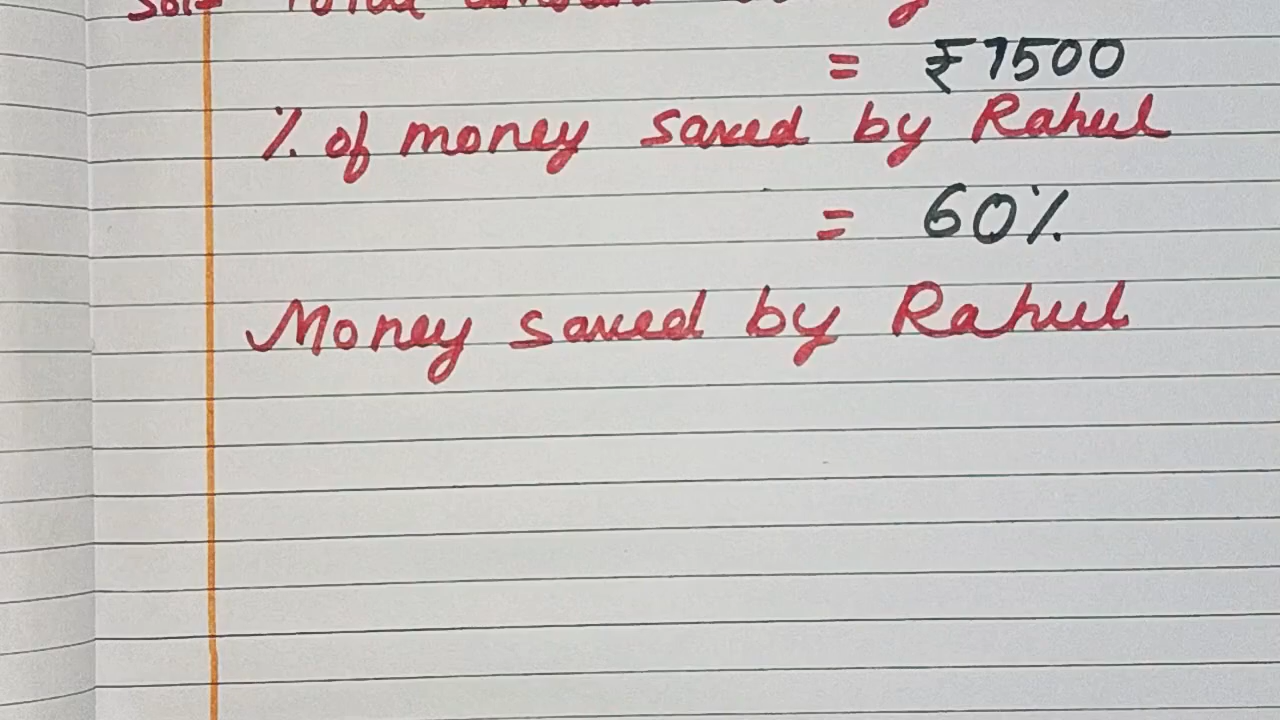 = ₹7500
% of money saved by Rahul
= 60%
Money saved by Rahul